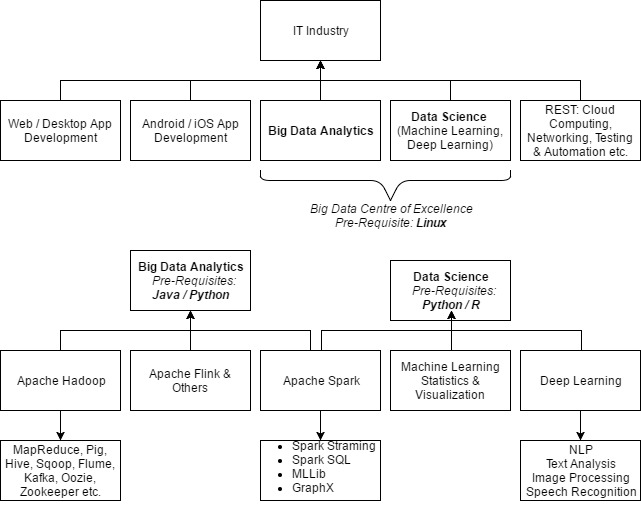 IT Industry
Web / Desktop App
Development
Android / iOS App
Development
Big Data Analytics
Data Science
(Machine Learning,
Deep Learning)
REST: Cloud
Computing,
Networking, Testing
& Automation etc.
Big Data Centre of Excellence
Pre-Requisite: Linux
Big Data Analytics
Pre-Requisites:
Java / Python
Data Science
Pre-Requisites:
Python / R
Apache Hadoop
Apache Flink &
Others
Apache Spark
Machine Learning
Statistics &
Visualization
Deep Learning
MapReduce, Pig,
Hive, Sqoop, Flume,
Kafka, Oozie,
Zookeeper etc.
• Spark Straming
• Spark SQL
• MLLib
• GraphX
NLP
Text Analysis
Image Processing
Speech Recognition